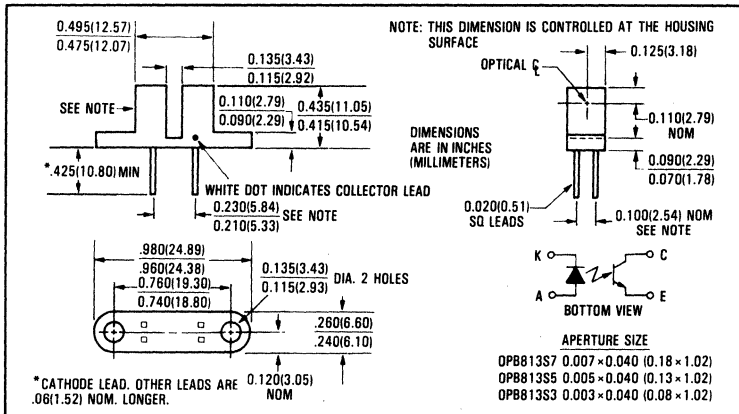 0.495(12.57)
0.475(12.07)
0.135(3.43)
0.115(2.92)
SEE NOTE
0.110(2.79)
0.090(2.29)
0.435(11.05)
0.415(10.54)
*.425(10.80) MIN
WHITE DOT INDICATES COLLECTOR LEAD
0.230(5.84)
0.210(5.33)
SEE NOTE
NOTE: THIS DIMENSION IS CONTROLLED AT THE HOUSING
SURFACE
OPTICAL ℄
0.125(3.18)
0.110(2.79)
NOM
DIMENSIONS
ARE IN INCHES
(MILLIMETERS)
0.090(2.29)
0.070(1.78)
0.020(0.51)
SQ LEADS
0.100(2.54) NOM
SEE NOTE
.980(24.89)
.960(24.38)
0.760(19.30)
0.740(18.80)
0.135(3.43)
0.115(2.93)
DIA. 2 HOLES
.260(6.60)
.240(6.10)
0.120(3.05)
NOM
*CATHODE LEAD. OTHER LEADS ARE
.06(1.52) NOM. LONGER.
K
C
A
E
BOTTOM VIEW
APERTURE SIZE
OPB813S7 0.007×0.040 (0.18×1.02)
OPB813S5 0.005×0.040 (0.13×1.02)
OPB813S3 0.003×0.040 (0.08×1.02)